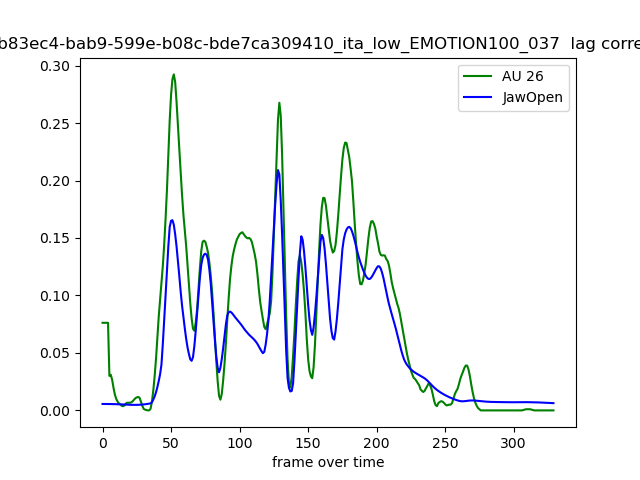 b83ec4-bab9-599e-b08c-bde7ca309410_ita_low_EMOTION100_037 lag corre
AU 26
JawOpen
0.30
0.25
0.20
0.15
0.10
0.05
0.00
0 50 100 150 200 250 300
frame over time